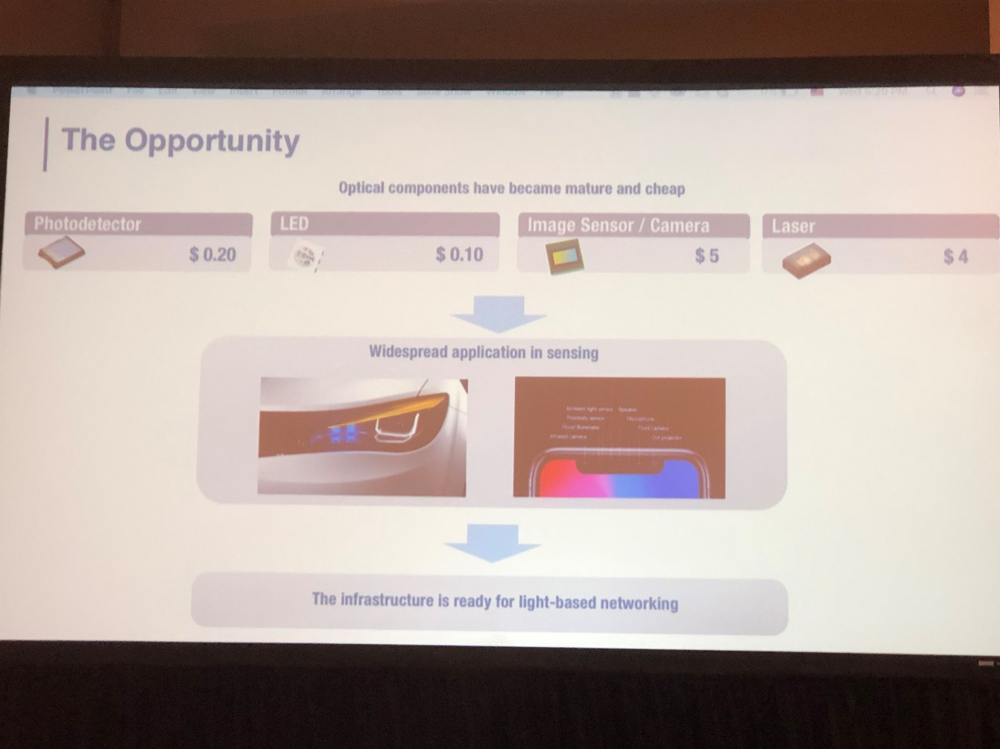 PowerPoint File Edit View Insert Format Arrange Tools Slide Show Window Help
The Opportunity
Optical components have became mature and cheap
Photodetector
$ 0.20
LED
$ 0.10
Image Sensor / Camera
$ 5
Laser
$ 4
Widespread application in sensing
Ambient light sensor Speaker
Proximity sensor Microphone
Flood illuminator Front camera
Infrared camera Dot projector
The infrastructure is ready for light-based networking